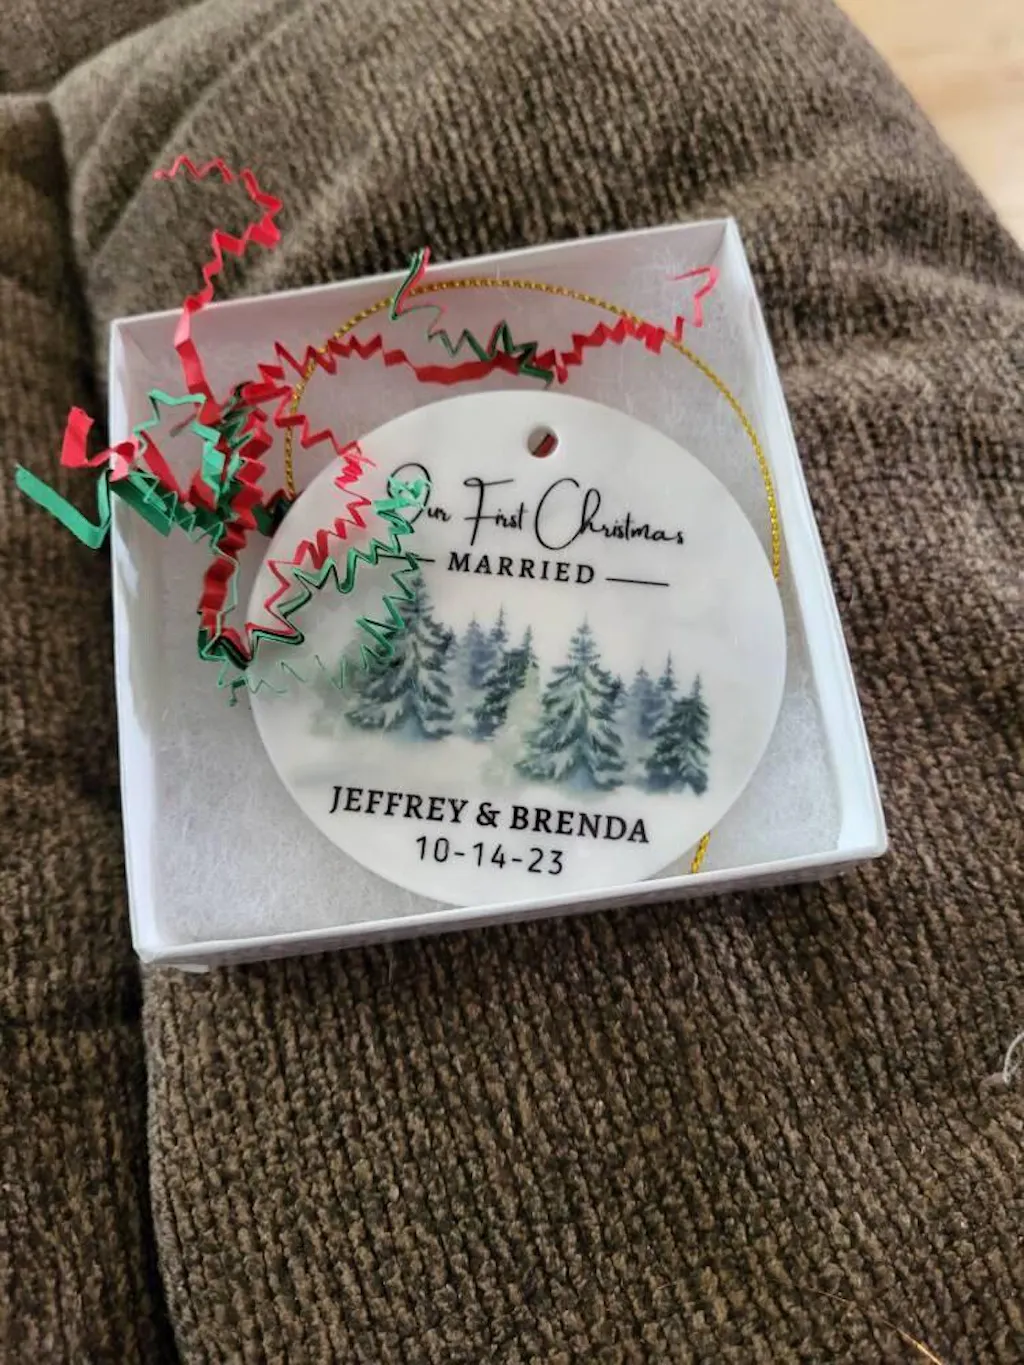 Our First Christmas
MARRIED
JEFFREY & BRENDA
10-14-23